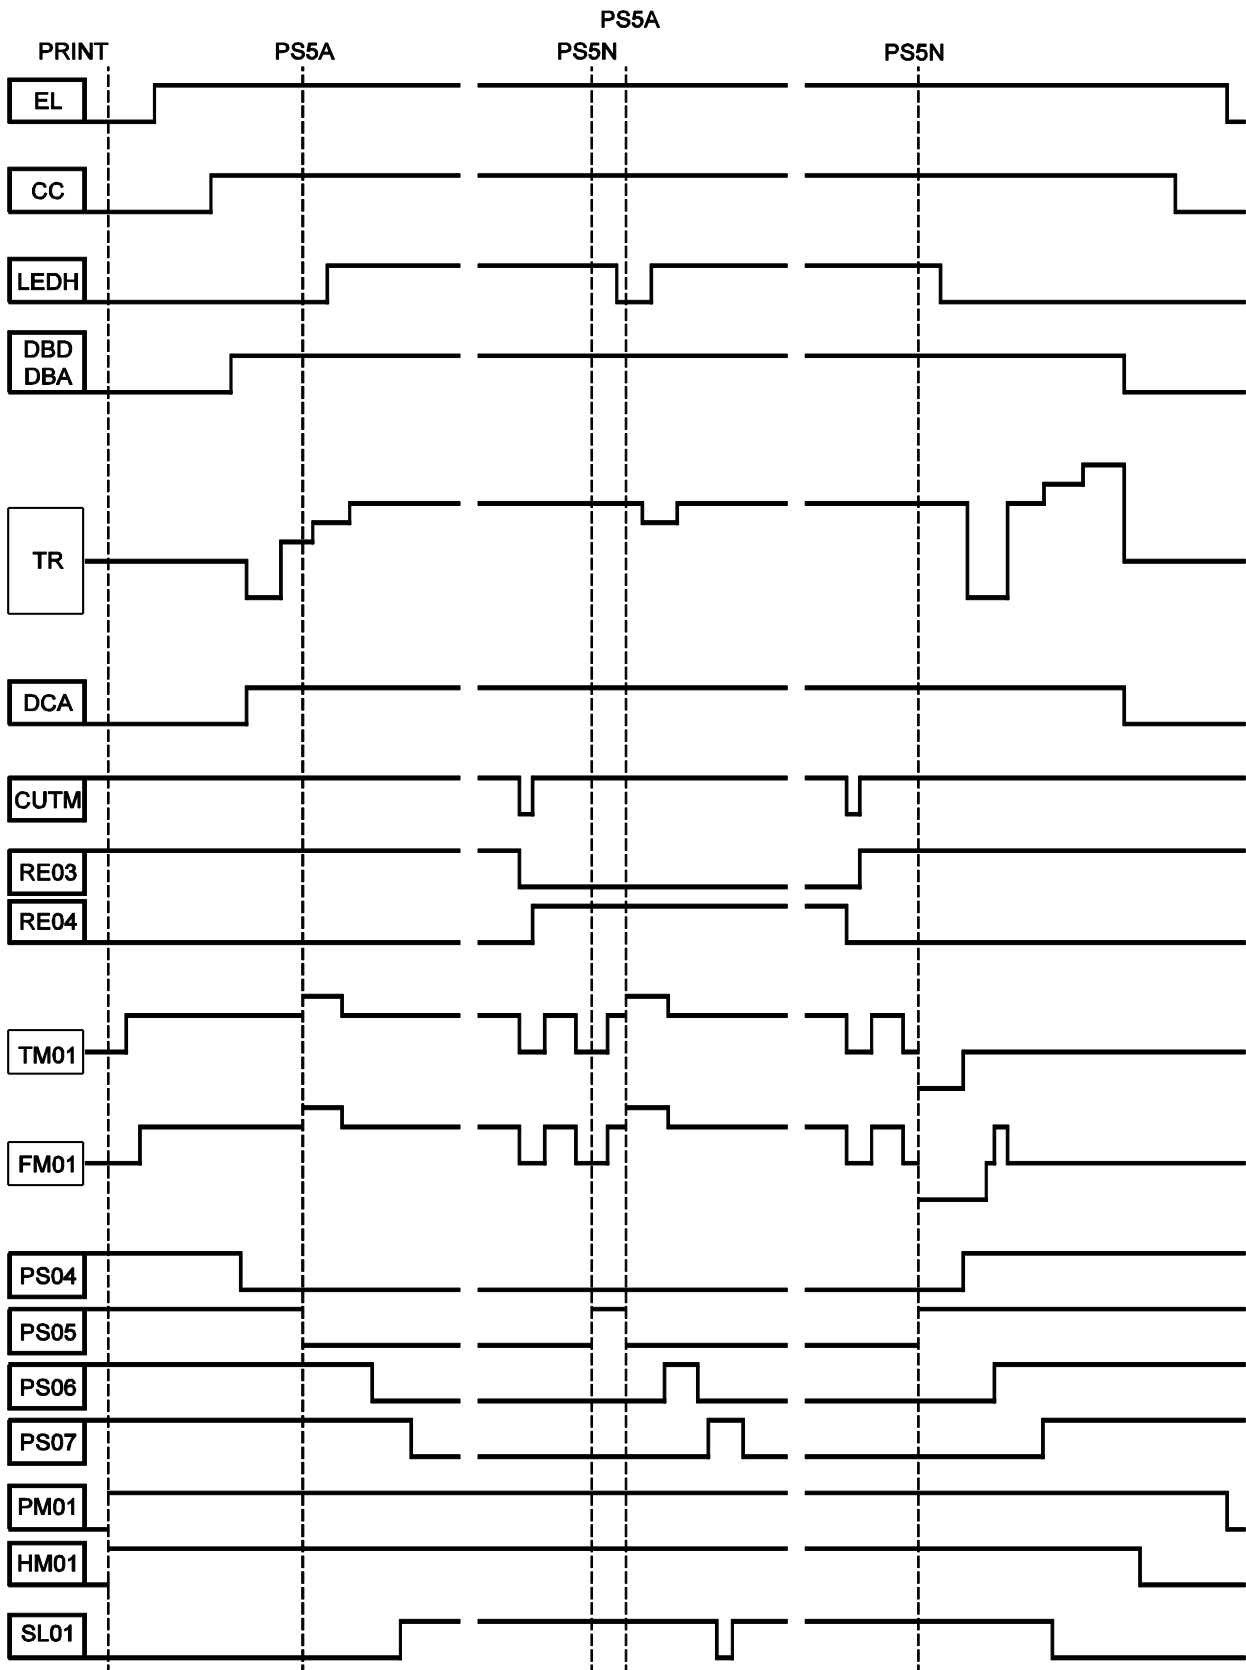 PS5A
PRINT PS5A PS5N PS5N
EL
CC
LEDH
DBD
DBA
TR
DCA
CUTM
RE03
RE04
TM01
FM01
PS04
PS05
PS06
PS07
PM01
HM01
SL01